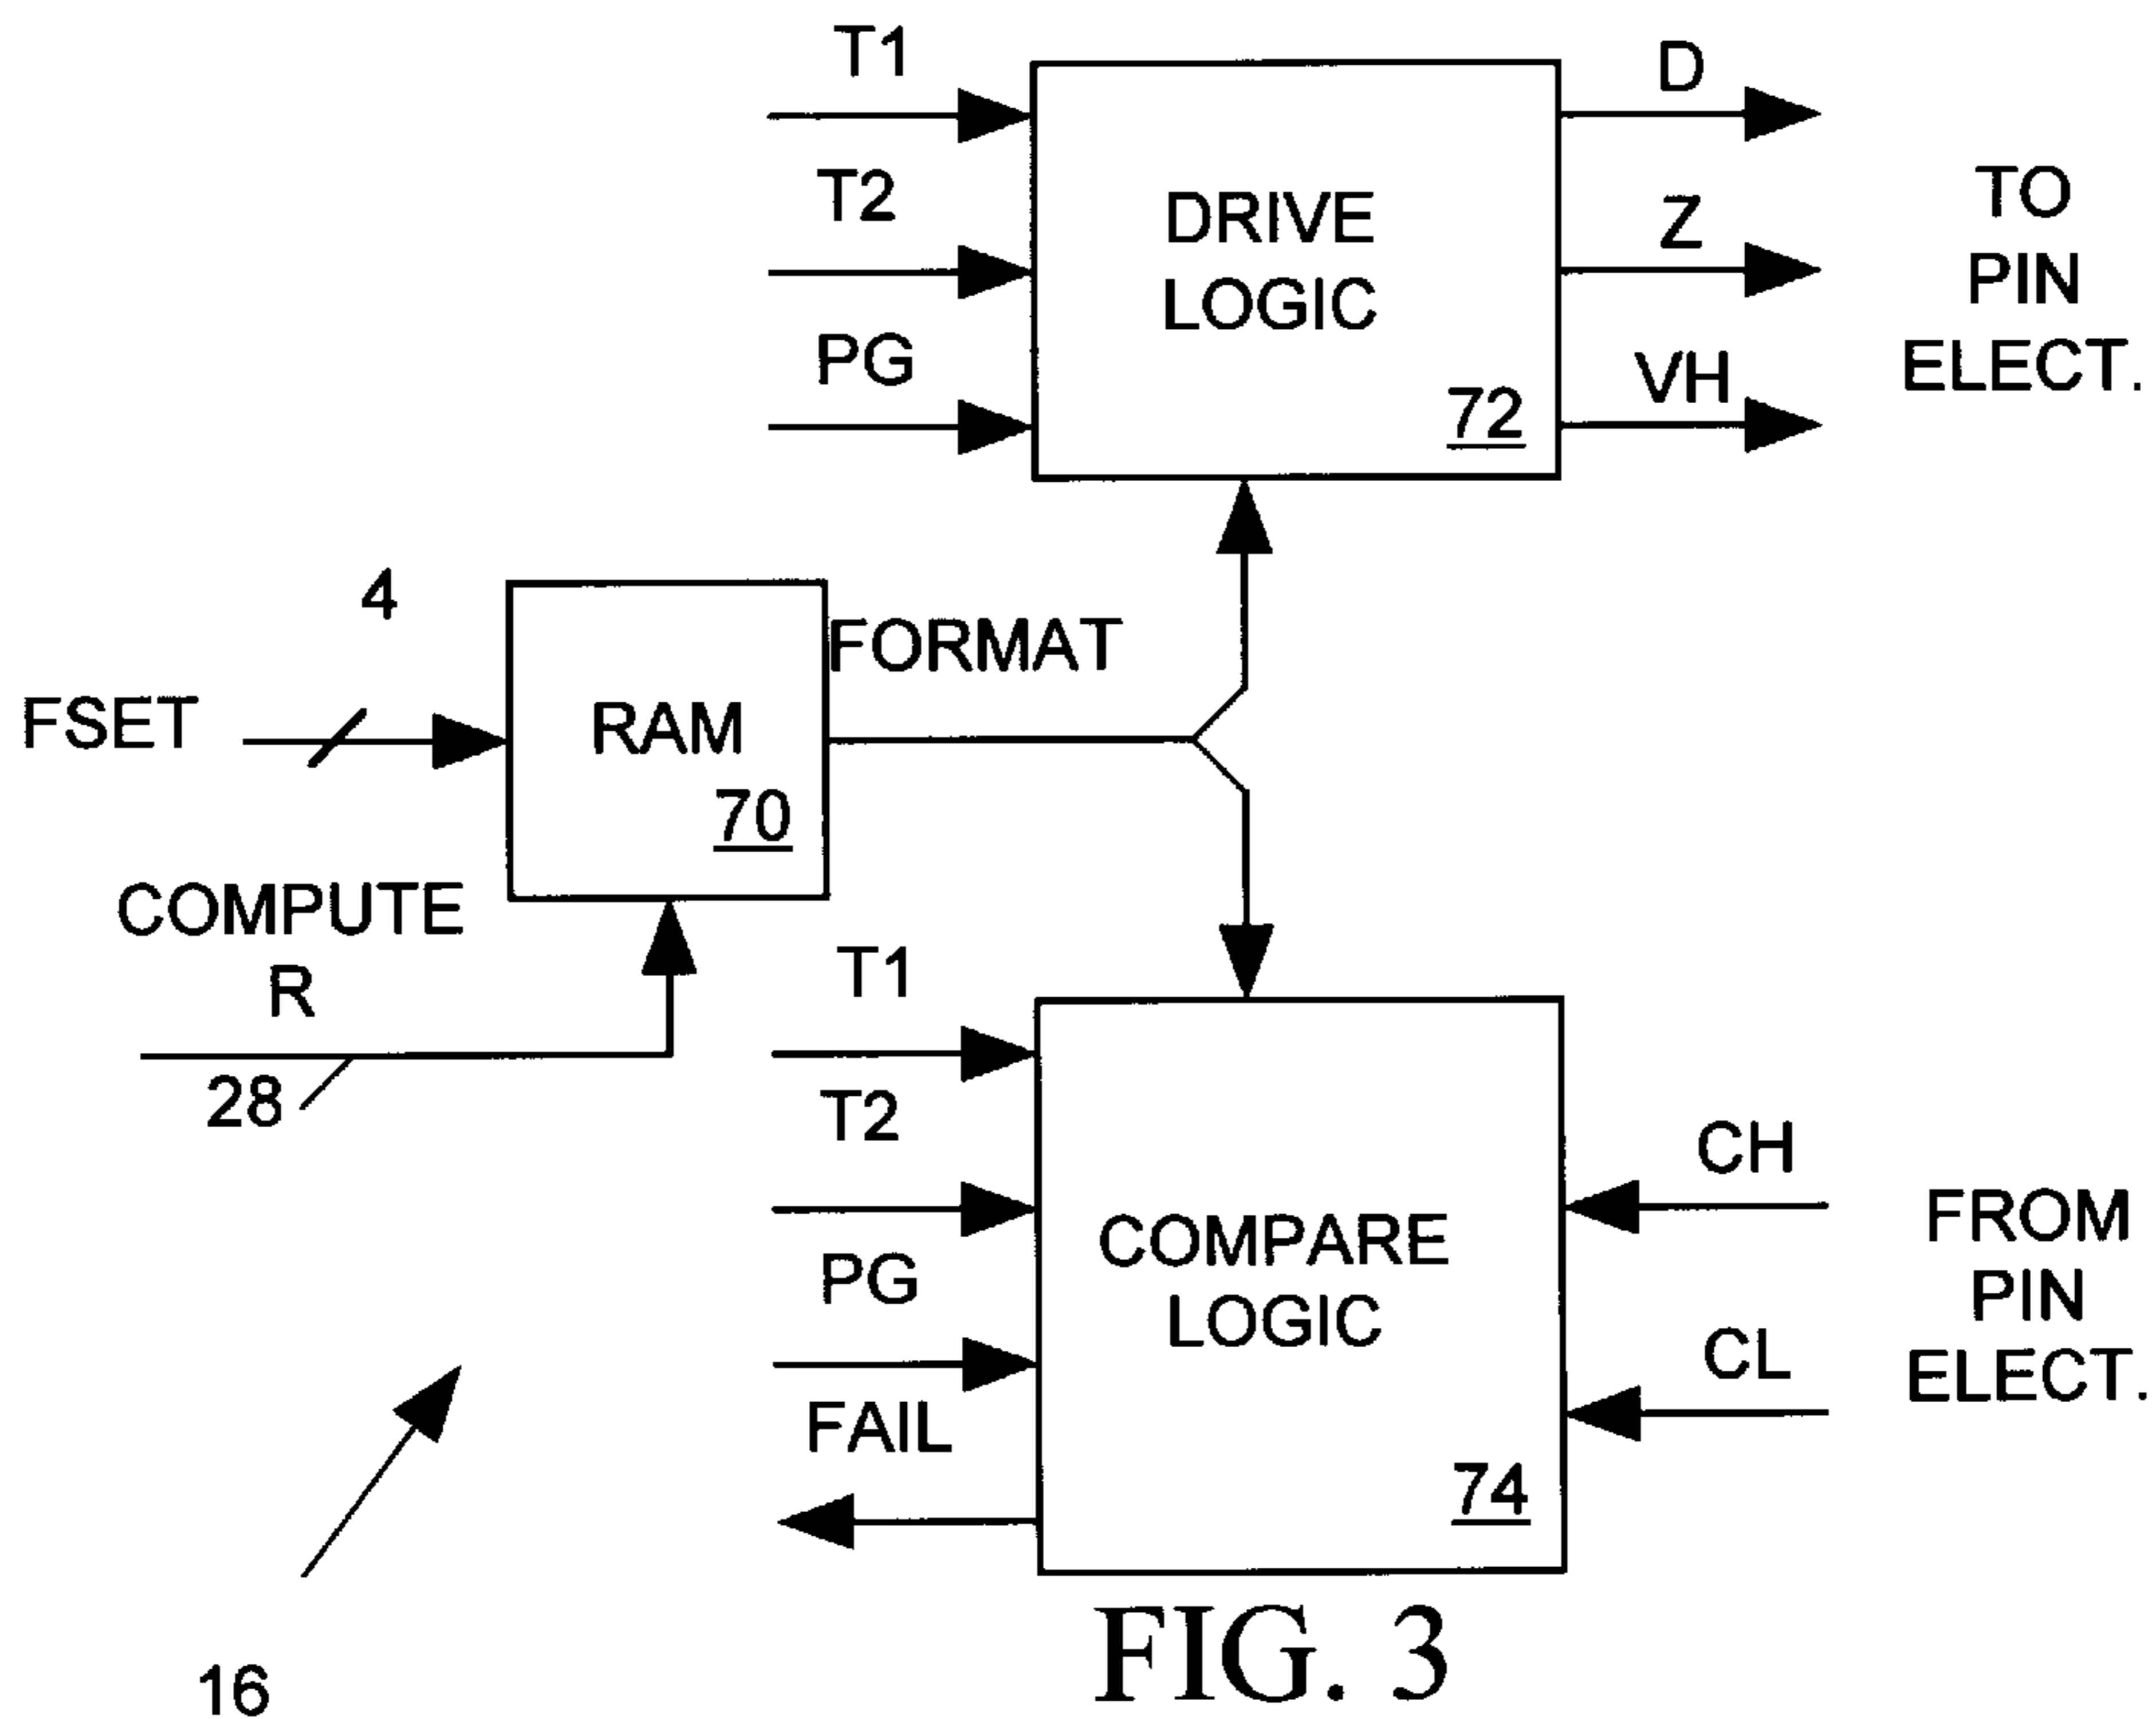 T1
D
T2
DRIVE
LOGIC
Z
TO
PIN
ELECT.
PG
72
VH
4
FORMAT
FSET
RAM
70
COMPUTE
R
28
T1
T2
CH
COMPARE
LOGIC
FROM
PIN
ELECT.
PG
CL
FAIL
74
16
FIG. 3